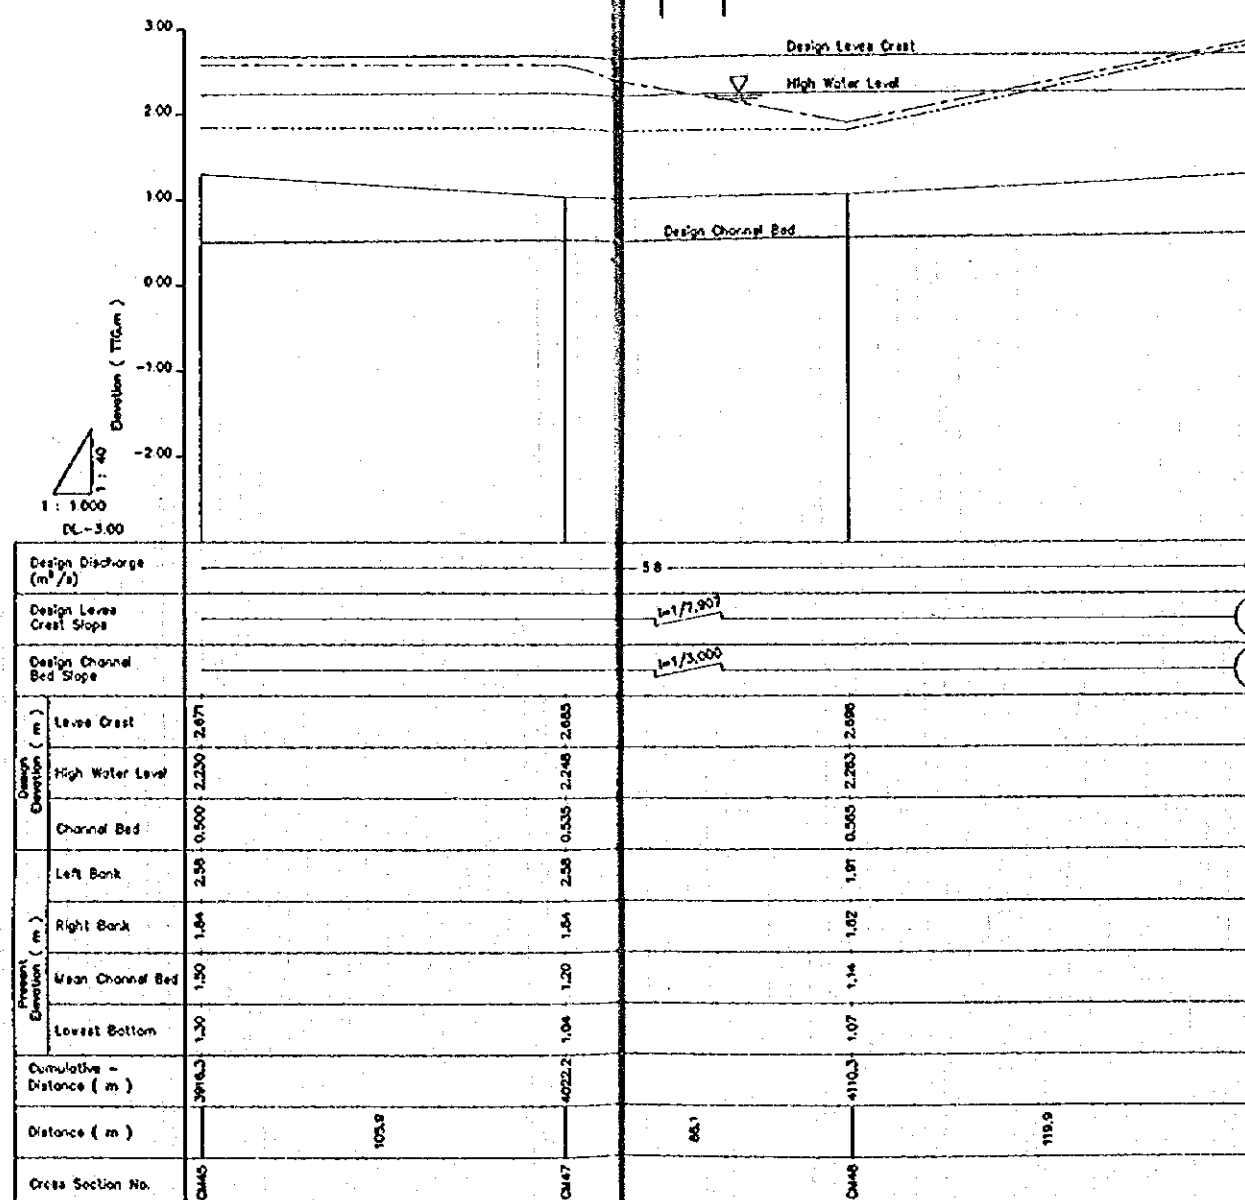 3.00
Design Levee Crest
High Water Level
2.00
1.00
Design Channel Bed
0.00
Elevation ( TTG.m )
-1.00
-2.00
1 : 40
1 : 1.000
DL-3.00
Design Discharge
(m³/s)
5.8
Design Levee
Crest Slope
i=1/7,907
Design Channel
Bed Slope
i=1/3,000
Design
Elevation ( m )
Levee Crest
2.671
2.685
2.696
High Water Level
2.230
2.248
2.263
Channel Bed
0.500
0.535
0.565
Present
Elevation ( m )
Left Bank
2.58
2.58
1.91
Right Bank
1.84
1.84
1.82
Mean Channel Bed
1.50
1.20
1.14
Lowest Bottom
1.30
1.04
1.07
Cumulative -
Distance ( m )
3916.3
4022.2
4110.3
Distance ( m )
105.9
119.9
Cross Section No.
CM47